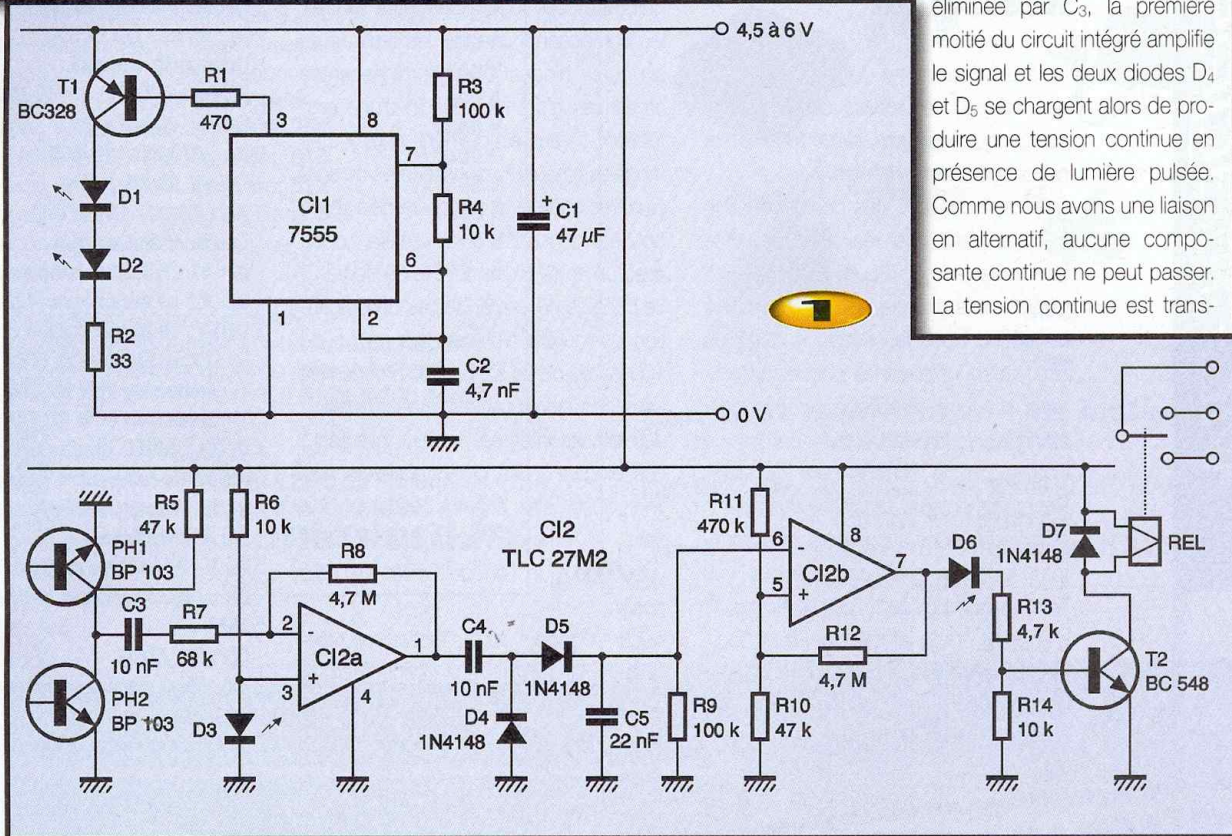 éliminée par C3, la première
moitié du circuit intégré amplifie
le signal et les deux diodes D4
et D5 se chargent alors de pro-
duire une tension continue en
présence de lumière pulsée.
Comme nous avons une liaison
en alternatif, aucune compo-
sante continue ne peut passer.
La tension continue est trans-
4,5 à 6 V
T1
BC328
R1
470
3
8
R3
100 k
7
D1
CI1
7555
R4
10 k
+
C1
47 µF
D2
6
1
R2
33
1
2
C2
4,7 nF
0 V
R5
47 k
R6
10 k
CI2
TLC 27M2
R11
470 k
8
D7
1N4148
REL
PH1
BP 103
R8
4,7 M
6
-
CI2b
7
D6
5
+
C3
10 nF
R7
68 k
2
-
CI2a
1
C4
10 nF
D5
1N4148
R12
4,7 M
R13
4,7 k
T2
BC 548
3
+
4
PH2
BP 103
D3
D4
1N4148
C5
22 nF
R9
100 k
R10
47 k
R14
10 k